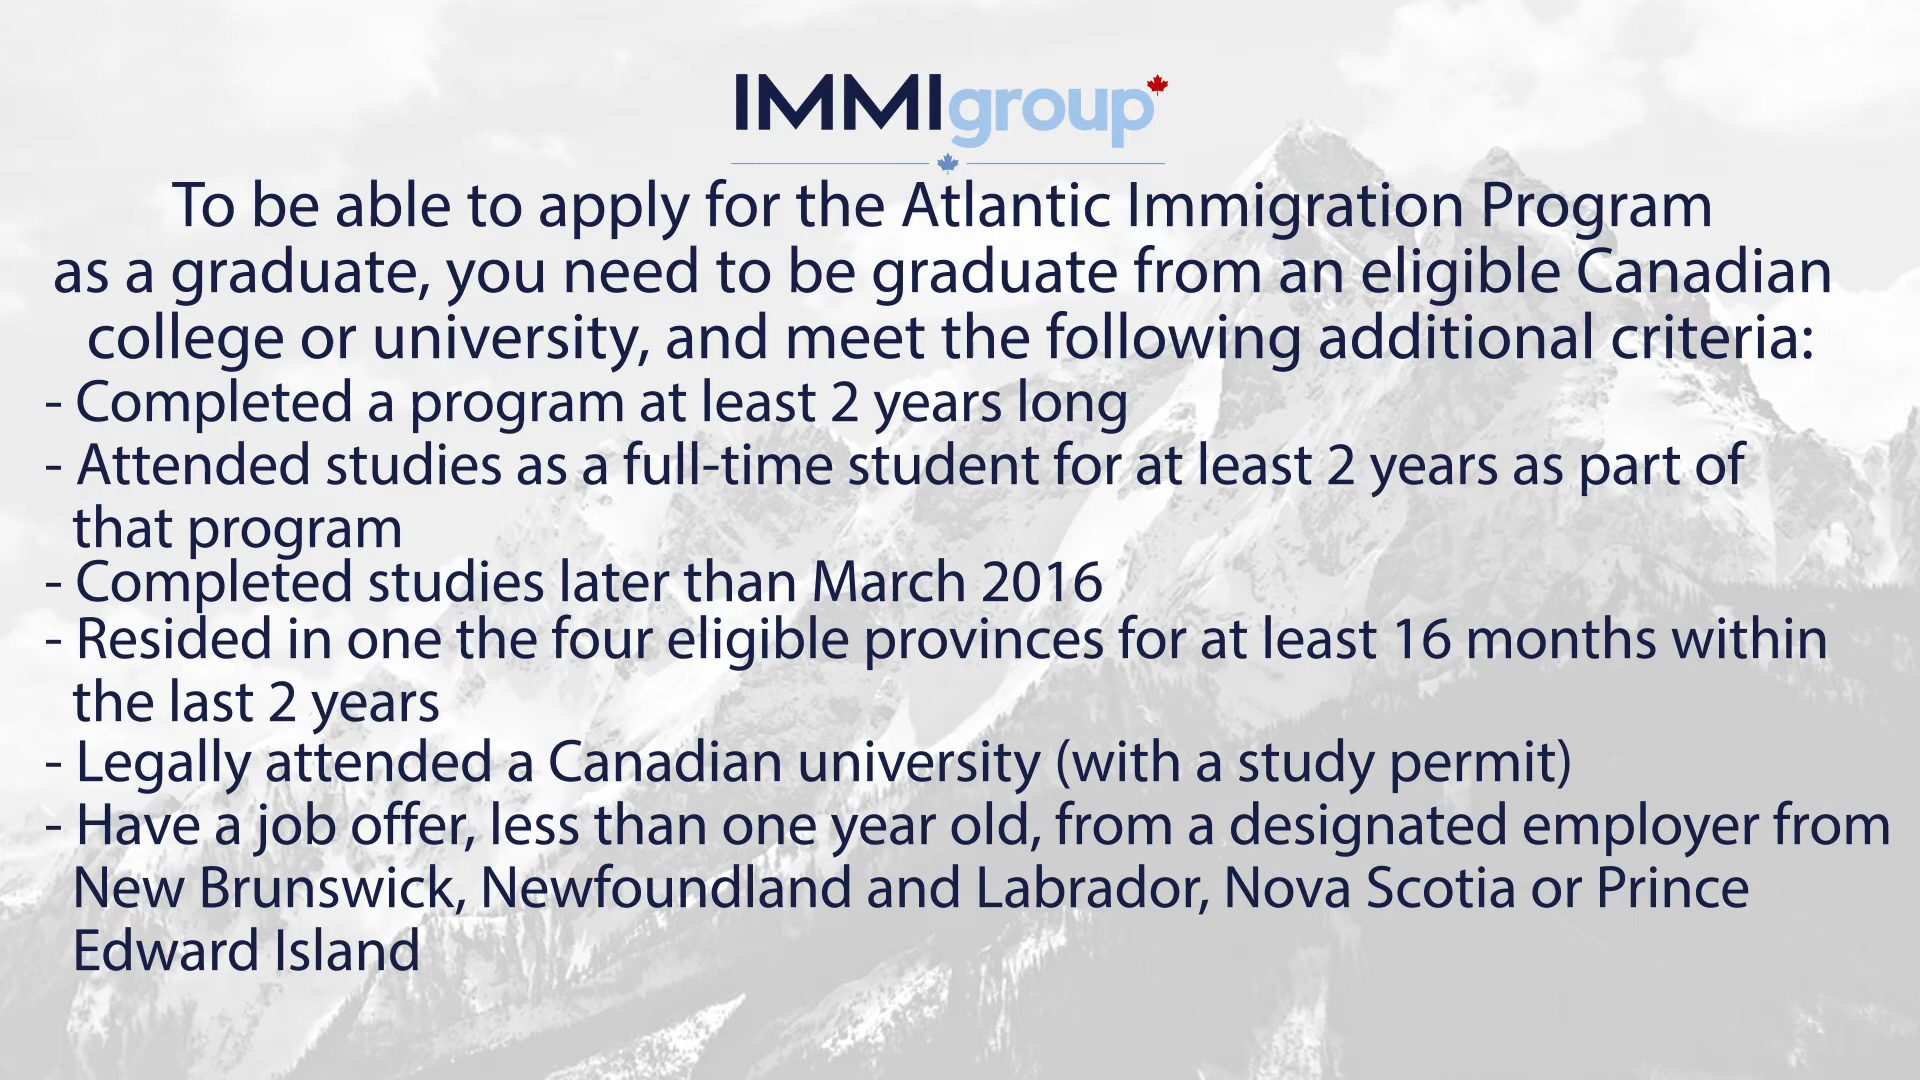 IMMIgroup
To be able to apply for the Atlantic Immigration Program
as a graduate, you need to be graduate from an eligible Canadian
college or university, and meet the following additional criteria:
- Completed a program at least 2 years long
- Attended studies as a full-time student for at least 2 years as part of
that program
- Completed studies later than March 2016
- Resided in one the four eligible provinces for at least 16 months within
the last 2 years
- Legally attended a Canadian university (with a study permit)
- Have a job offer, less than one year old, from a designated employer from
New Brunswick, Newfoundland and Labrador, Nova Scotia or Prince
Edward Island